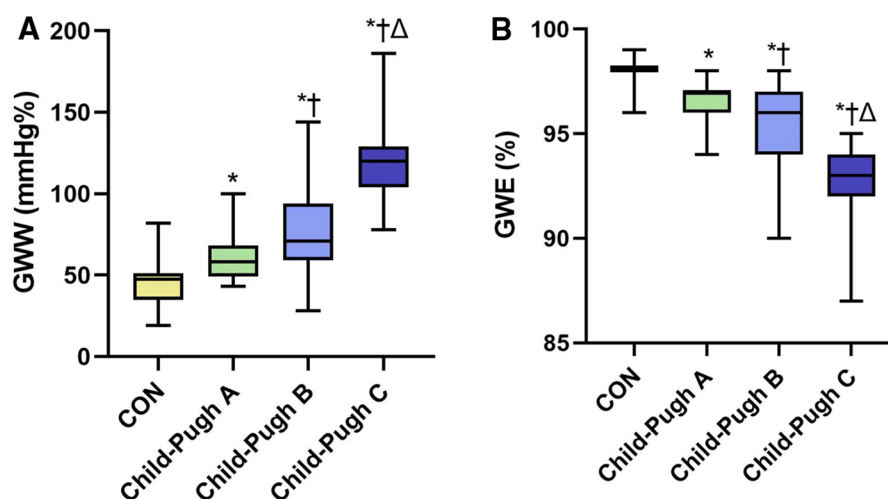 A
GWW (mmHg%)
200
150
100
50
0
*
*†
*†Δ
CON
Child-Pugh A
Child-Pugh B
Child-Pugh C
B
GWE (%)
100
95
90
85
*
*†
*†Δ
CON
Child-Pugh A
Child-Pugh B
Child-Pugh C